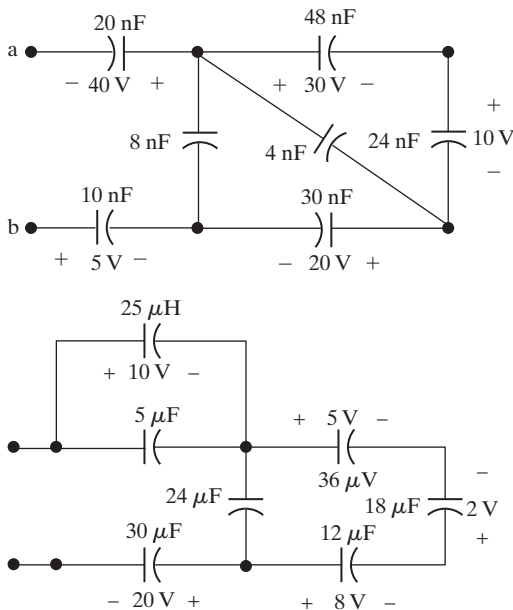 20 nF 48 nF
a
− 40 V + + 30 V −
+
8 nF 4 nF 24 nF 10 V
−
10 nF 30 nF
b
+ 5 V − − 20 V +
25 μH
+ 10 V −
5 μF + 5 V −
36 μV
24 μF 18 μF − 2 V +
30 μF 12 μF
− 20 V + + 8 V −